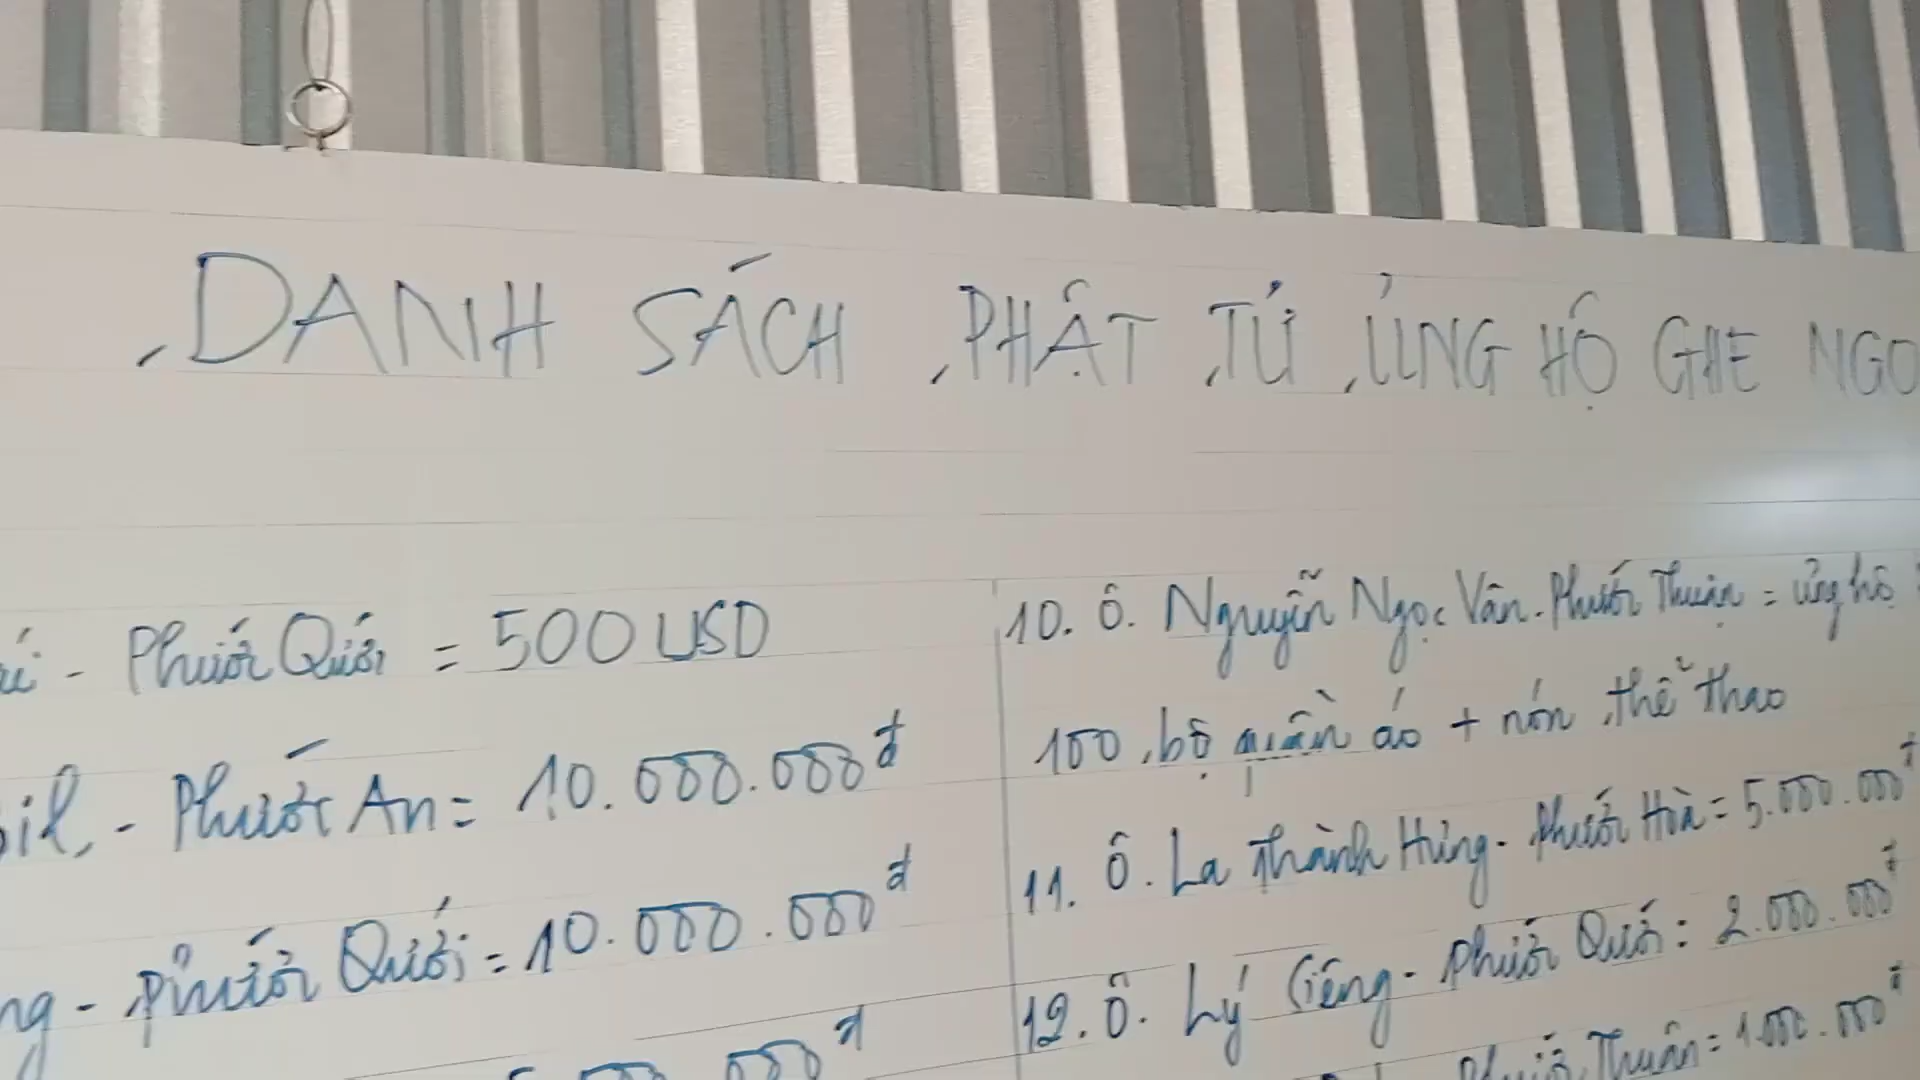 DANH SÁCH PHẬT TỬ ỦNG HỘ GHE NGO
- Phước Quới = 500 USD
- Phước An = 10.000.000đ
- Phước Quới = 10.000.000đ
000đ
10. Ô. Nguyễn Ngọc Vân. Phước Thuận = ủng hộ
100 bộ quần áo + nón thể thao
11. Ô. La Thành Hưng - Phước Hòa = 5.000.000đ
12. Ô. Lý Giêng - Phước Quới: 2.000.000đ
Phước Thuận = 1.000.000đ